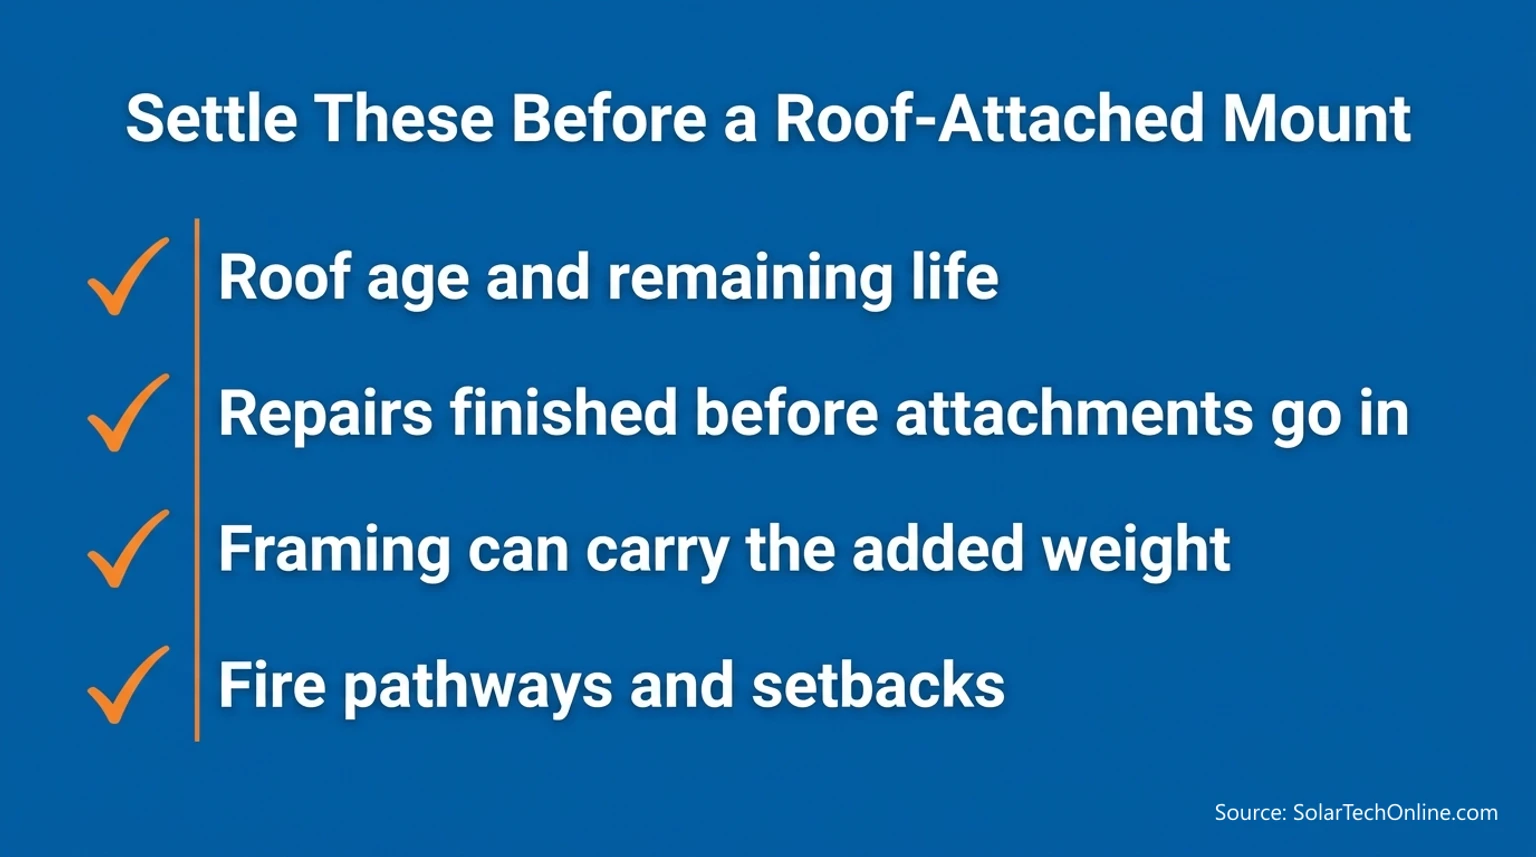 Settle These Before a Roof-Attached Mount
Roof age and remaining life
Repairs finished before attachments go in
Framing can carry the added weight
Fire pathways and setbacks
Source: SolarTechOnline.com